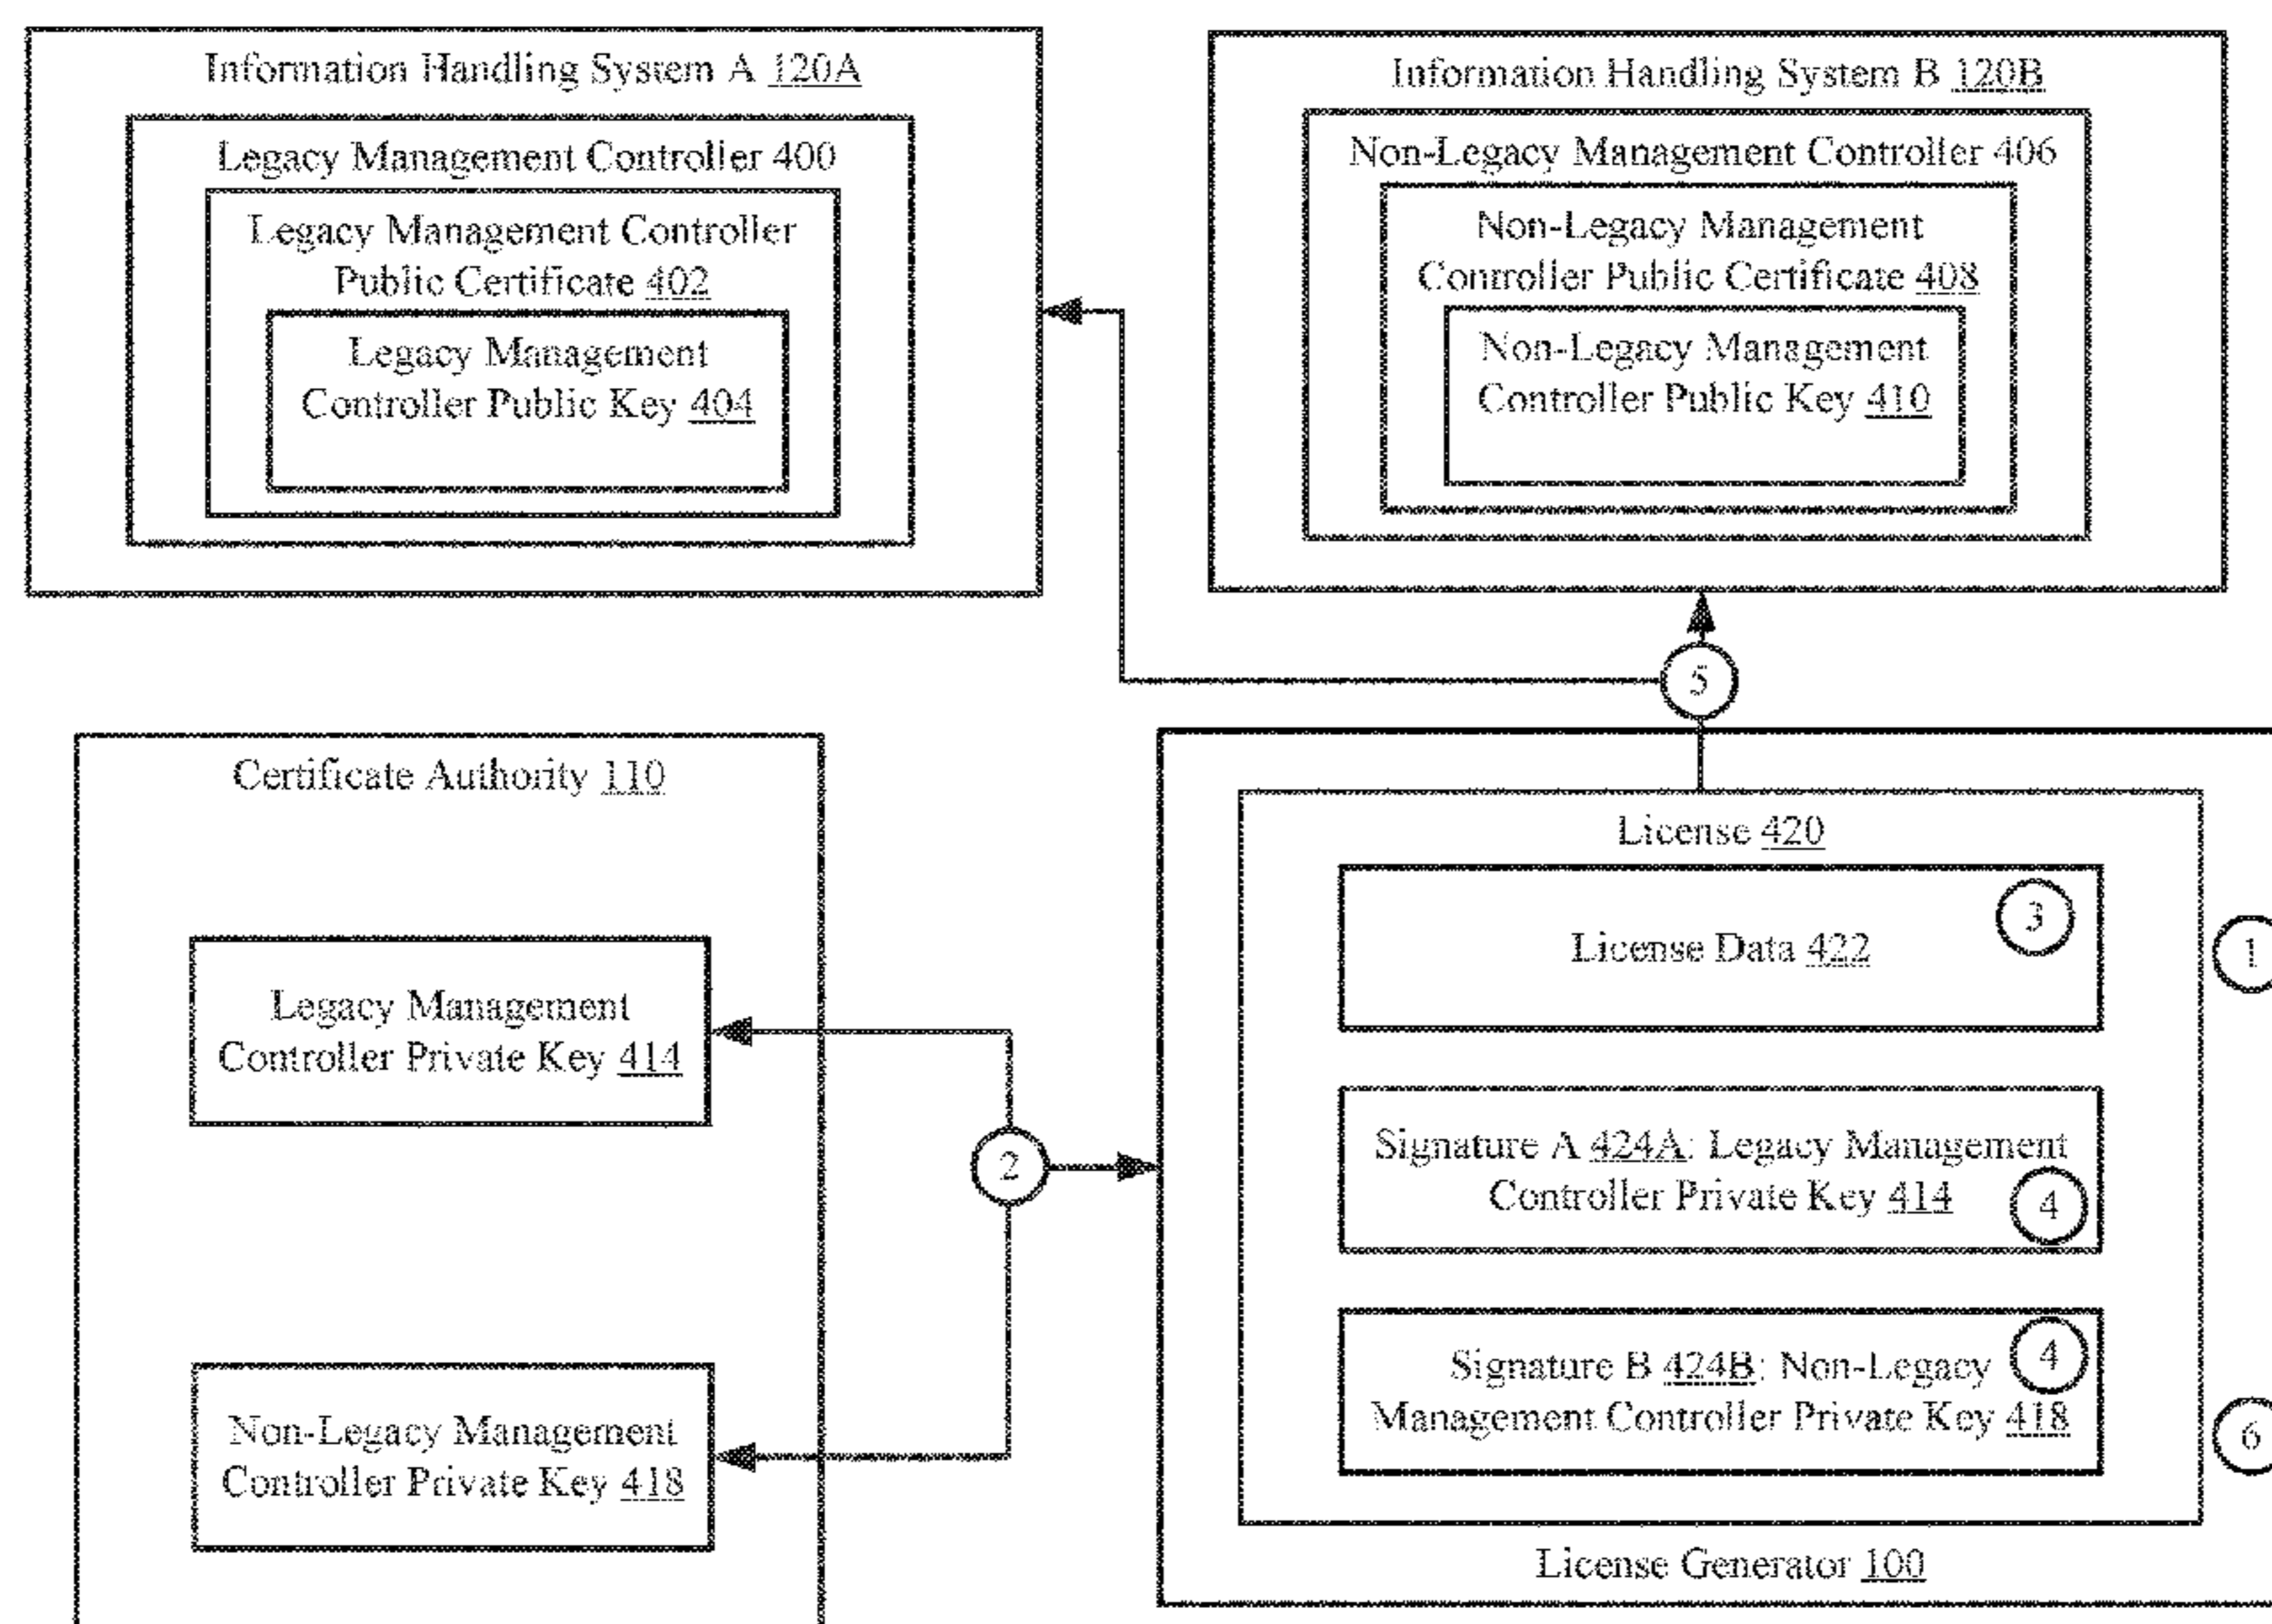 Information Handling System A 120A
Legacy Management Controller 400
Legacy Management Controller
Public Certificate 402
Legacy Management
Controller Public Key 404
Information Handling System B 120B
Non-Legacy Management Controller 406
Non-Legacy Management
Controller Public Certificate 408
Non-Legacy Management
Controller Public Key 410
5
Certificate Authority 110
Legacy Management
Controller Private Key 414
Non-Legacy Management
Controller Private Key 418
2
License 420
3
License Data 422
1
Signature A 424A: Legacy Management
Controller Private Key 414
4
4
Signature B 424B: Non-Legacy
Management Controller Private Key 418
6
License Generator 100